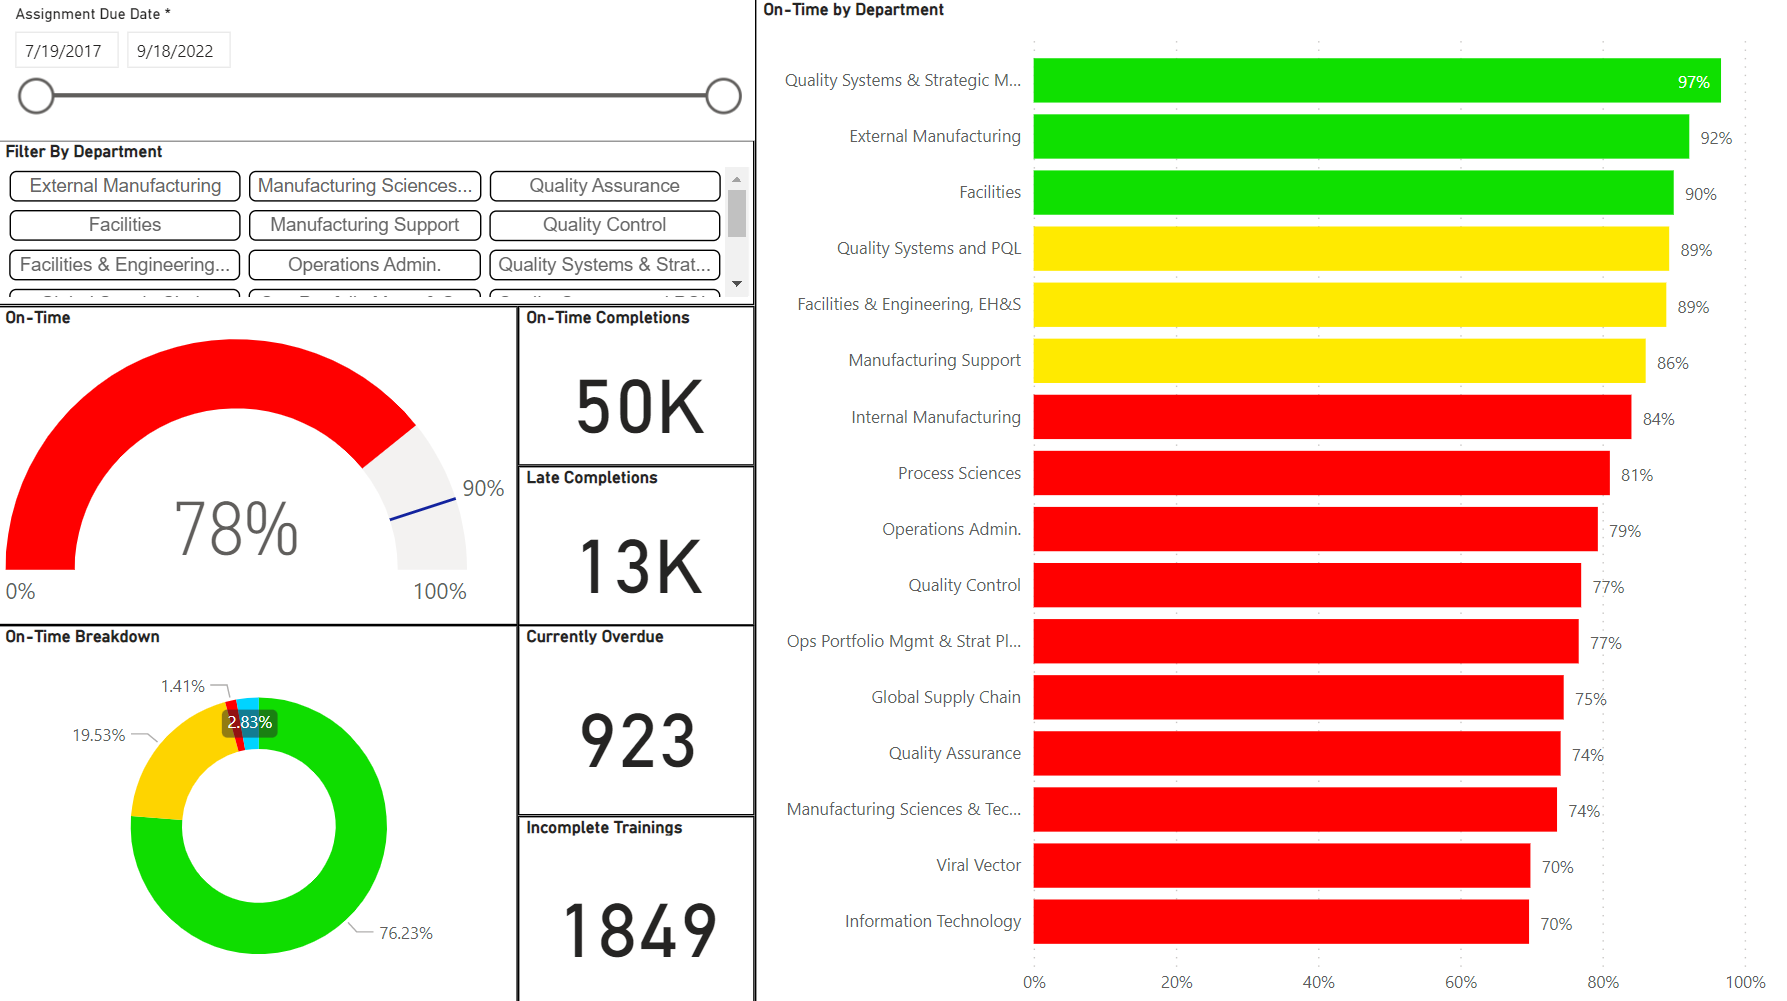 Assignment Due Date *
7/19/2017 9/18/2022
Filter By Department
External Manufacturing Manufacturing Sciences... Quality Assurance
Facilities Manufacturing Support Quality Control
Facilities & Engineering... Operations Admin. Quality Systems & Strat...
On-Time
90%
78%
0% 100%
On-Time Completions
50K
Late Completions
13K
On-Time Breakdown
1.41%
2.83%
19.53%
76.23%
Currently Overdue
923
Incomplete Trainings
1849
On-Time by Department
Quality Systems & Strategic M... 97%
External Manufacturing 92%
Facilities 90%
Quality Systems and PQL 89%
Facilities & Engineering, EH&S 89%
Manufacturing Support 86%
Internal Manufacturing 84%
Process Sciences 81%
Operations Admin. 79%
Quality Control 77%
Ops Portfolio Mgmt & Strat Pl... 77%
Global Supply Chain 75%
Quality Assurance 74%
Manufacturing Sciences & Tec... 74%
Viral Vector 70%
Information Technology 70%
0% 20% 40% 60% 80% 100%